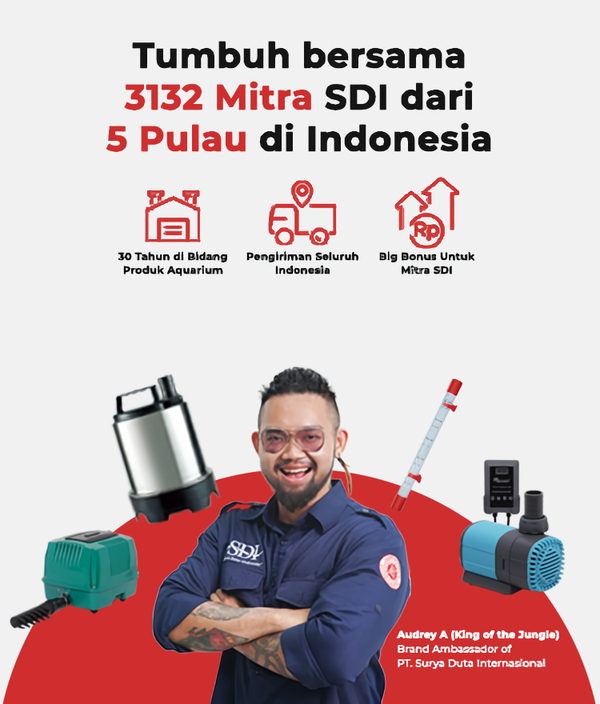 Tumbuh bersama
3132 Mitra SDI dari
5 Pulau di Indonesia
Rp
30 Tahun di Bidang
Produk Aquarium
Pengiriman Seluruh
Indonesia
Big Bonus Untuk
Mitra SDI
SDI
Audrey A (King of the Jungle)
Brand Ambassador of
PT. Surya Duta Internasional